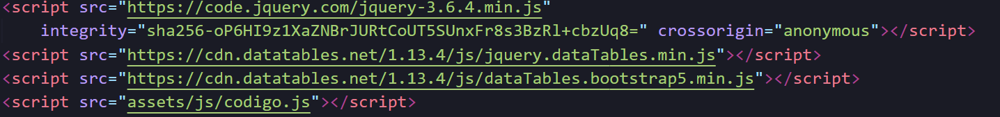 <script src="https://code.jquery.com/jquery-3.6.4.min.js"
integrity="sha256-oP6HI9z1XaZNBrJURtCoUT5SUnxFr8s3BzRl+cbzUq8=" crossorigin="anonymous"></script>
<script src="https://cdn.datatables.net/1.13.4/js/jquery.dataTables.min.js"></script>
<script src="https://cdn.datatables.net/1.13.4/js/dataTables.bootstrap5.min.js"></script>
<script src="assets/js/codigo.js"></script>